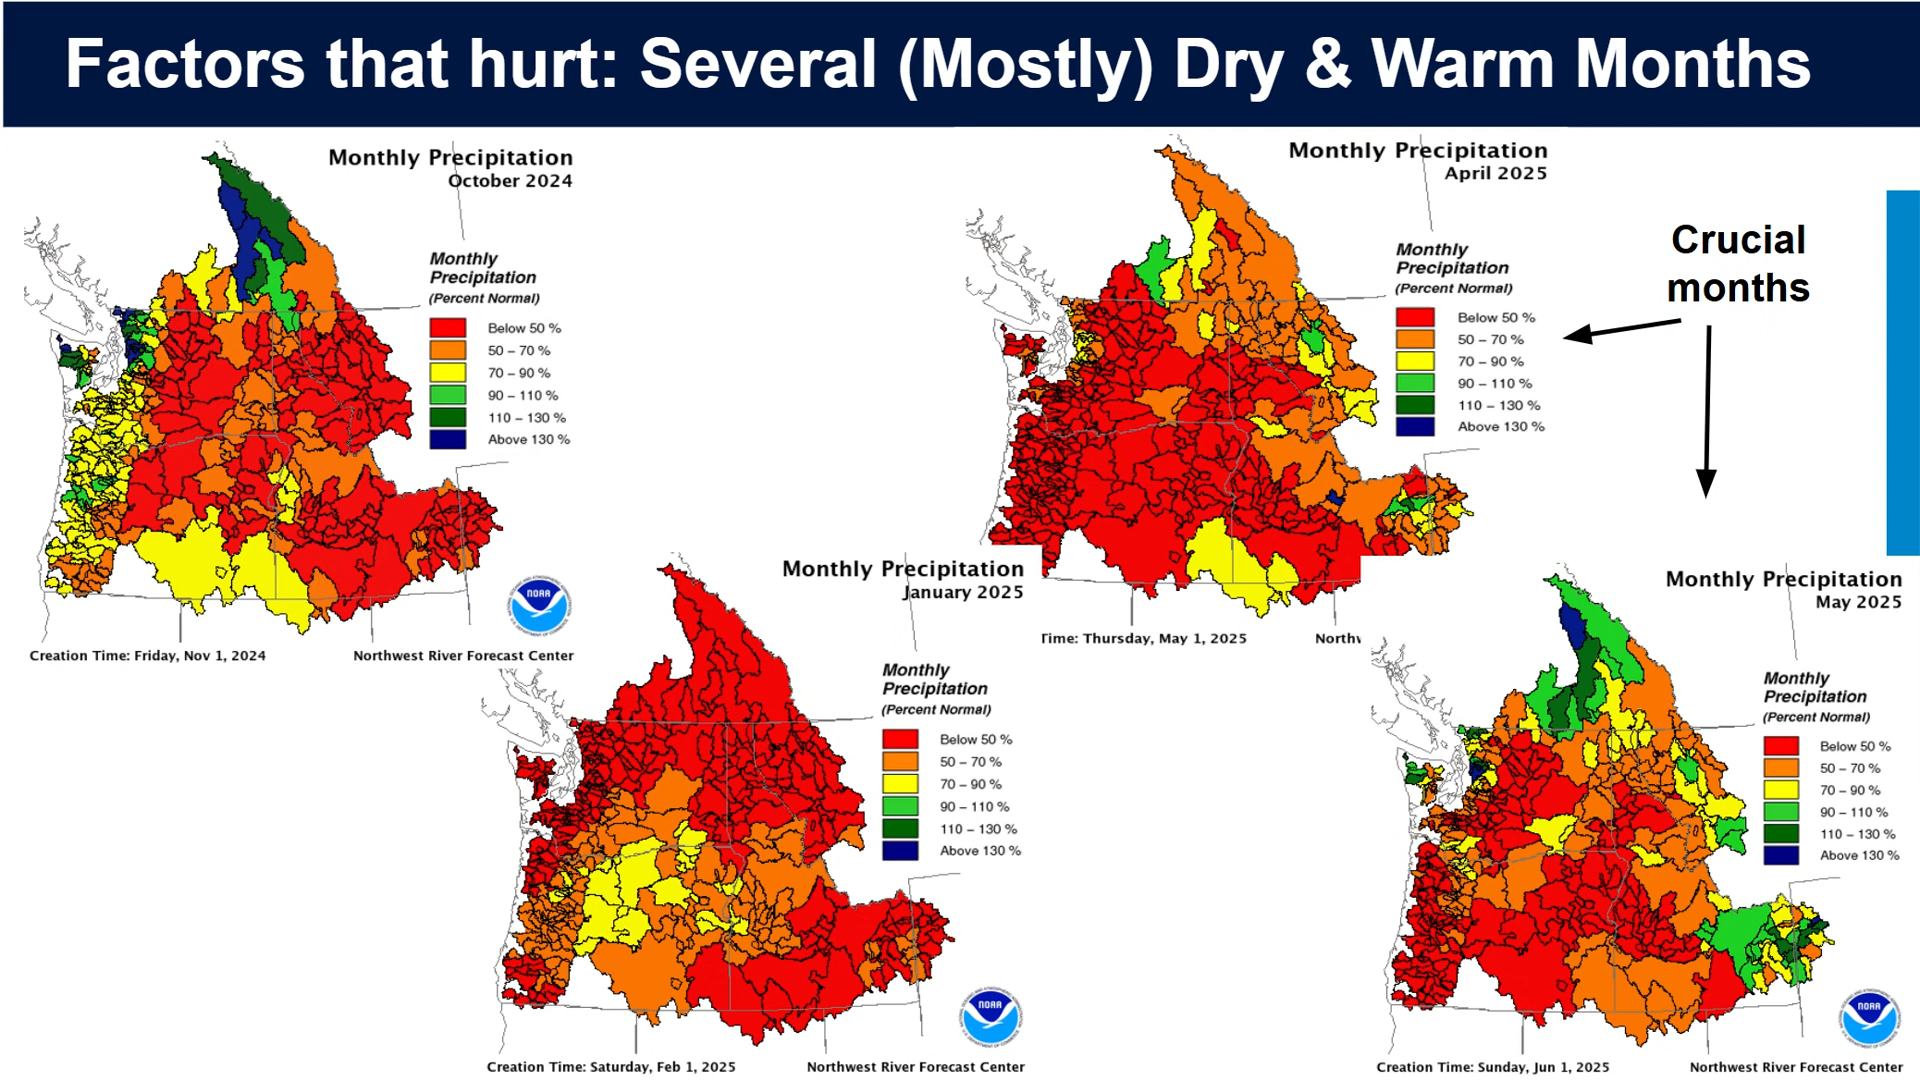 Factors that hurt: Several (Mostly) Dry & Warm Months
Monthly Precipitation
October 2024
Monthly
Precipitation
(Percent Normal)
Below 50 %
50 – 70 %
70 – 90 %
90 – 110 %
110 – 130 %
Above 130 %
NOAA
Creation Time: Friday, Nov 1, 2024
Northwest River Forecast Center
Monthly Precipitation
January 2025
Monthly
Precipitation
(Percent Normal)
Below 50 %
50 – 70 %
70 – 90 %
90 – 110 %
110 – 130 %
Above 130 %
NOAA
Creation Time: Saturday, Feb 1, 2025
Northwest River Forecast Center
Monthly Precipitation
April 2025
Monthly
Precipitation
(Percent Normal)
Below 50 %
50 – 70 %
70 – 90 %
90 – 110 %
110 – 130 %
Above 130 %
Time: Thursday, May 1, 2025
Northw
Crucial
months
Monthly Precipitation
May 2025
Monthly
Precipitation
(Percent Normal)
Below 50 %
50 – 70 %
70 – 90 %
90 – 110 %
110 – 130 %
Above 130 %
NOAA
Creation Time: Sunday, Jun 1, 2025
Northwest River Forecast Center